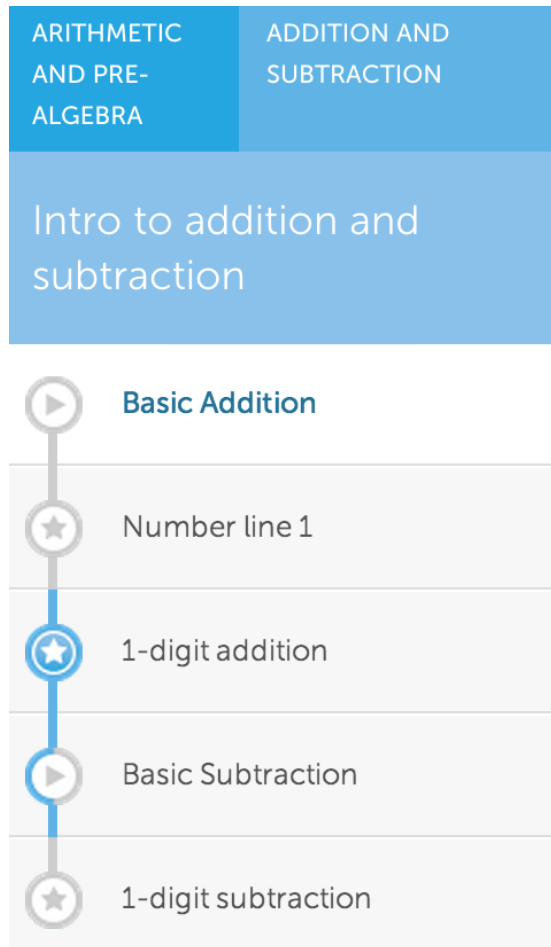 ARITHMETIC
AND PRE-
ALGEBRA
ADDITION AND
SUBTRACTION
Intro to addition and
subtraction
Basic Addition
Number line 1
1-digit addition
Basic Subtraction
1-digit subtraction